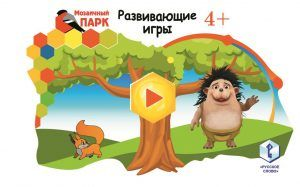 Мозаичный
ПАРК
Развивающие
игры
4+
«РУССКОЕ
СЛОВО»